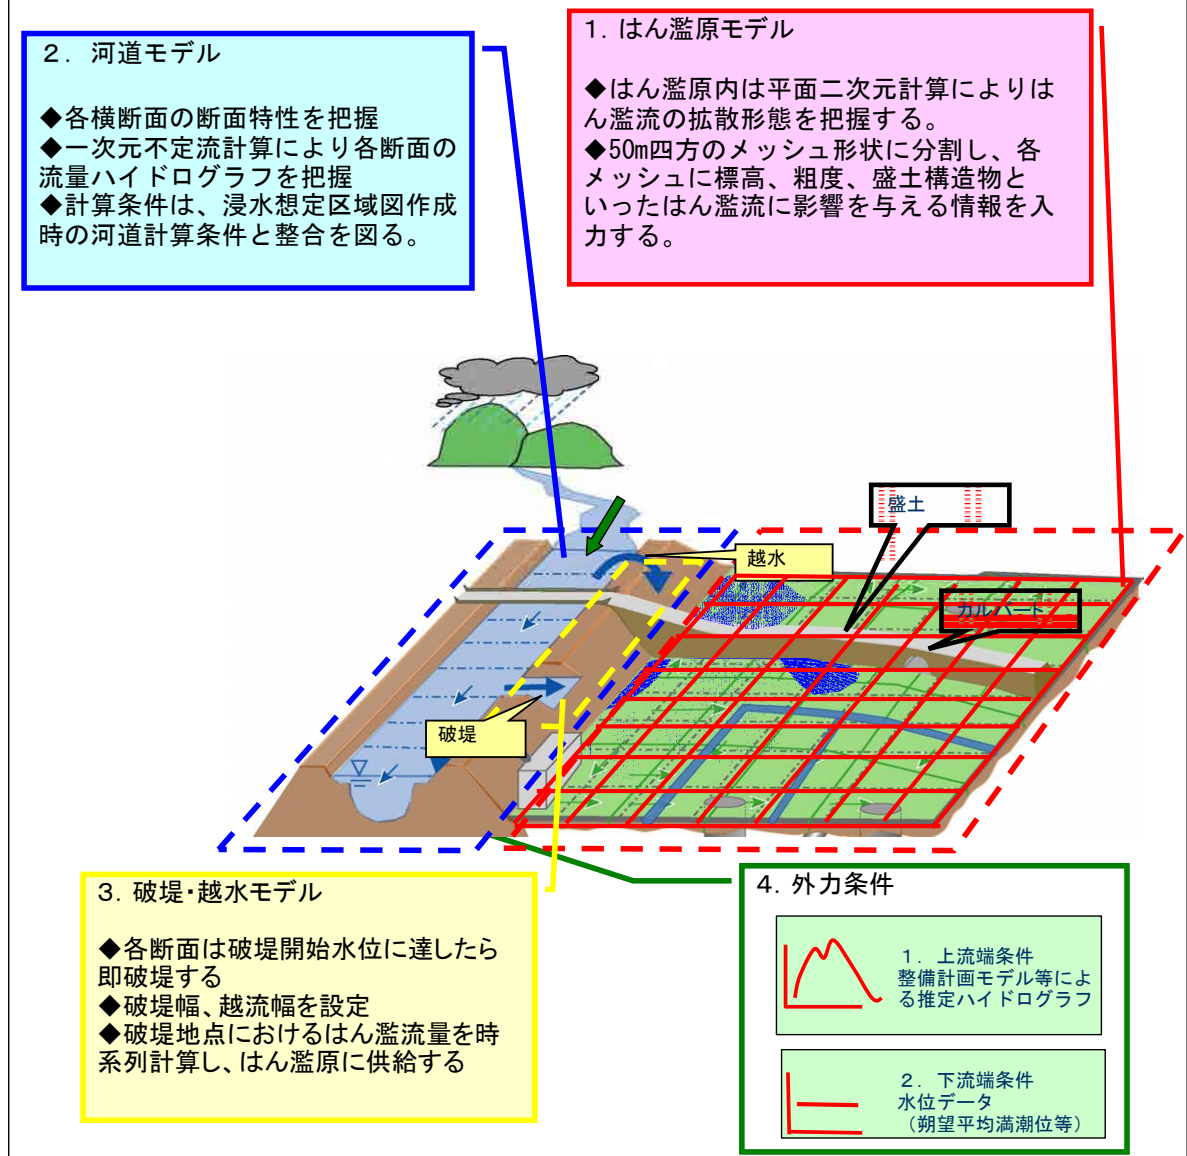 ２．河道モデル
◆各横断面の断面特性を把握
◆一次元不定流計算により各断面の
流量ハイドログラフを把握
◆計算条件は、浸水想定区域図作成
時の河道計算条件と整合を図る。
1. はん濫原モデル
◆はん濫原内は平面二次元計算によりは
ん濫流の拡散形態を把握する。
◆50m四方のメッシュ形状に分割し、各
メッシュに標高、粗度、盛土構造物と
いったはん濫流に影響を与える情報を入
力する。
盛土
越水
カルバート
破堤
3. 破堤・越水モデル
◆各断面は破堤開始水位に達したら
即破堤する
◆破堤幅、越流幅を設定
◆破堤地点におけるはん濫流量を時
系列計算し、はん濫原に供給する
4. 外力条件
１．上流端条件
整備計画モデル等によ
る推定ハイドログラフ
２．下流端条件
水位データ
（朔望平均満潮位等）